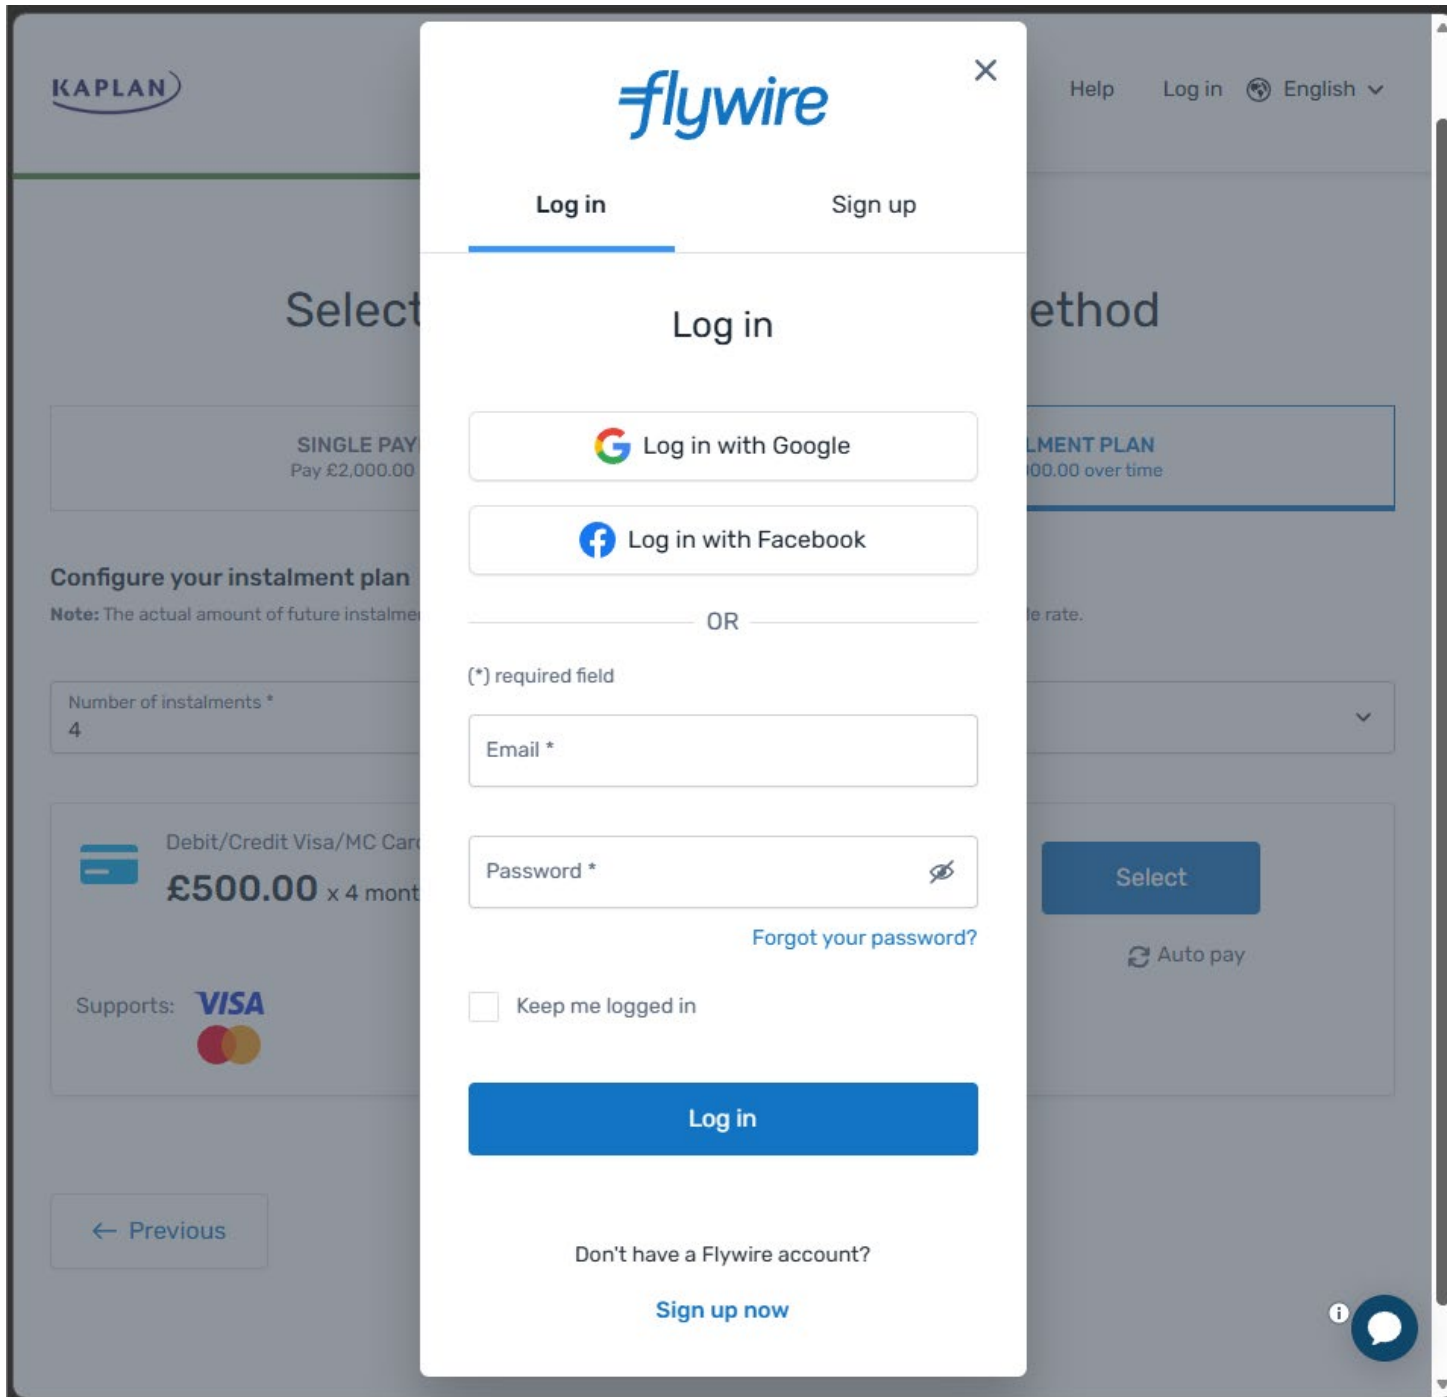 KAPLAN
flywire
Help Log in English
Log in Sign up
Select ethod
Log in
SINGLE PAY
Pay £2,000.00
LMENT PLAN
00.00 over time
Log in with Google
Log in with Facebook
Configure your instalment plan
Note: The actual amount of future instalme le rate.
OR
(*) required field
Number of instalments *
4
Email *
Debit/Credit Visa/MC Car
£500.00 x 4 mont
Password *
Select
Forgot your password?
Auto pay
Supports: VISA
Keep me logged in
Log in
← Previous
Don't have a Flywire account?
Sign up now